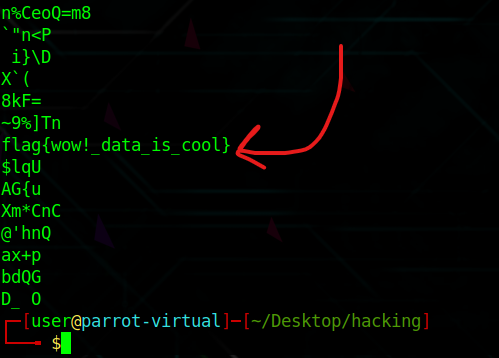 n%CeoQ=m8
`"n<P
 i}\D
X`(
8kF=
~9%]Tn
flag{wow!_data_is_cool}
$lqU
AG{u
Xm*CnC
@'hnQ
ax+p
bdQG
D_ O
┌─[user@parrot-virtual]─[~/Desktop/hacking]
└──╼ $